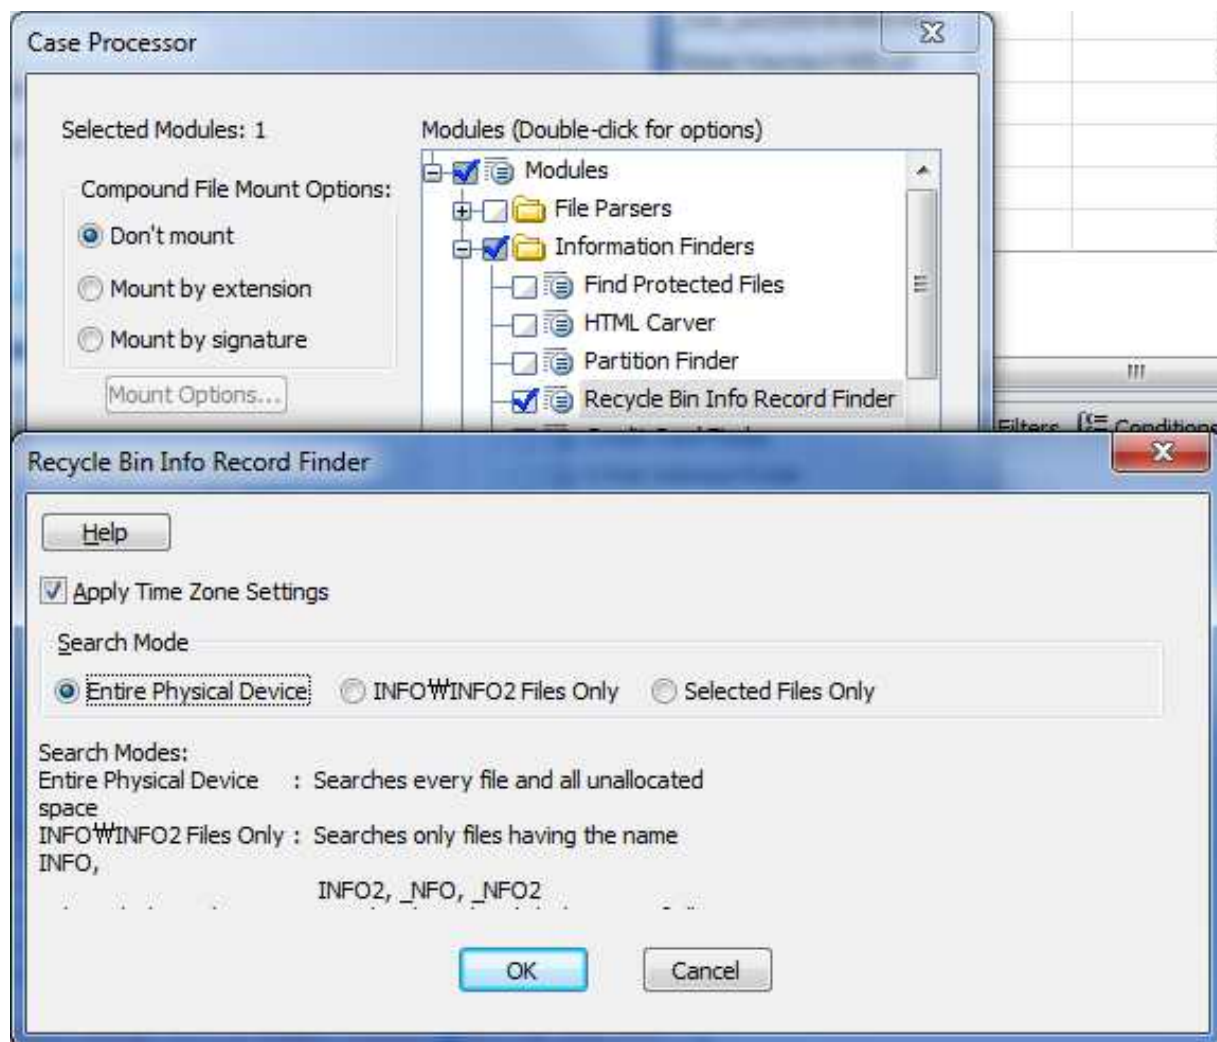 Case Processor
Selected Modules: 1
Modules (Double-click for options)
Compound File Mount Options:
Don't mount
Mount by extension
Mount by signature
Mount Options...
Modules
File Parsers
Information Finders
Find Protected Files
HTML Carver
Partition Finder
Recycle Bin Info Record Finder
Filters Conditions
Recycle Bin Info Record Finder
Help
Apply Time Zone Settings
Search Mode
Entire Physical Device INFO₩INFO2 Files Only Selected Files Only
Search Modes:
Entire Physical Device : Searches every file and all unallocated
space
INFO₩INFO2 Files Only : Searches only files having the name
INFO,
INFO2, _NFO, _NFO2
OK Cancel